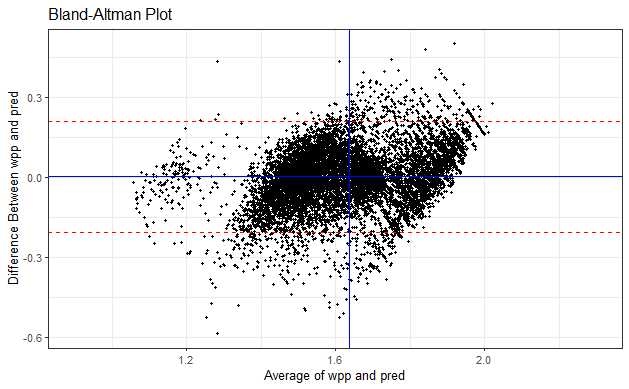 Bland-Altman Plot
Difference Between wpp and pred
0.3
0.0
-0.3
-0.6
1.2
1.6
2.0
Average of wpp and pred